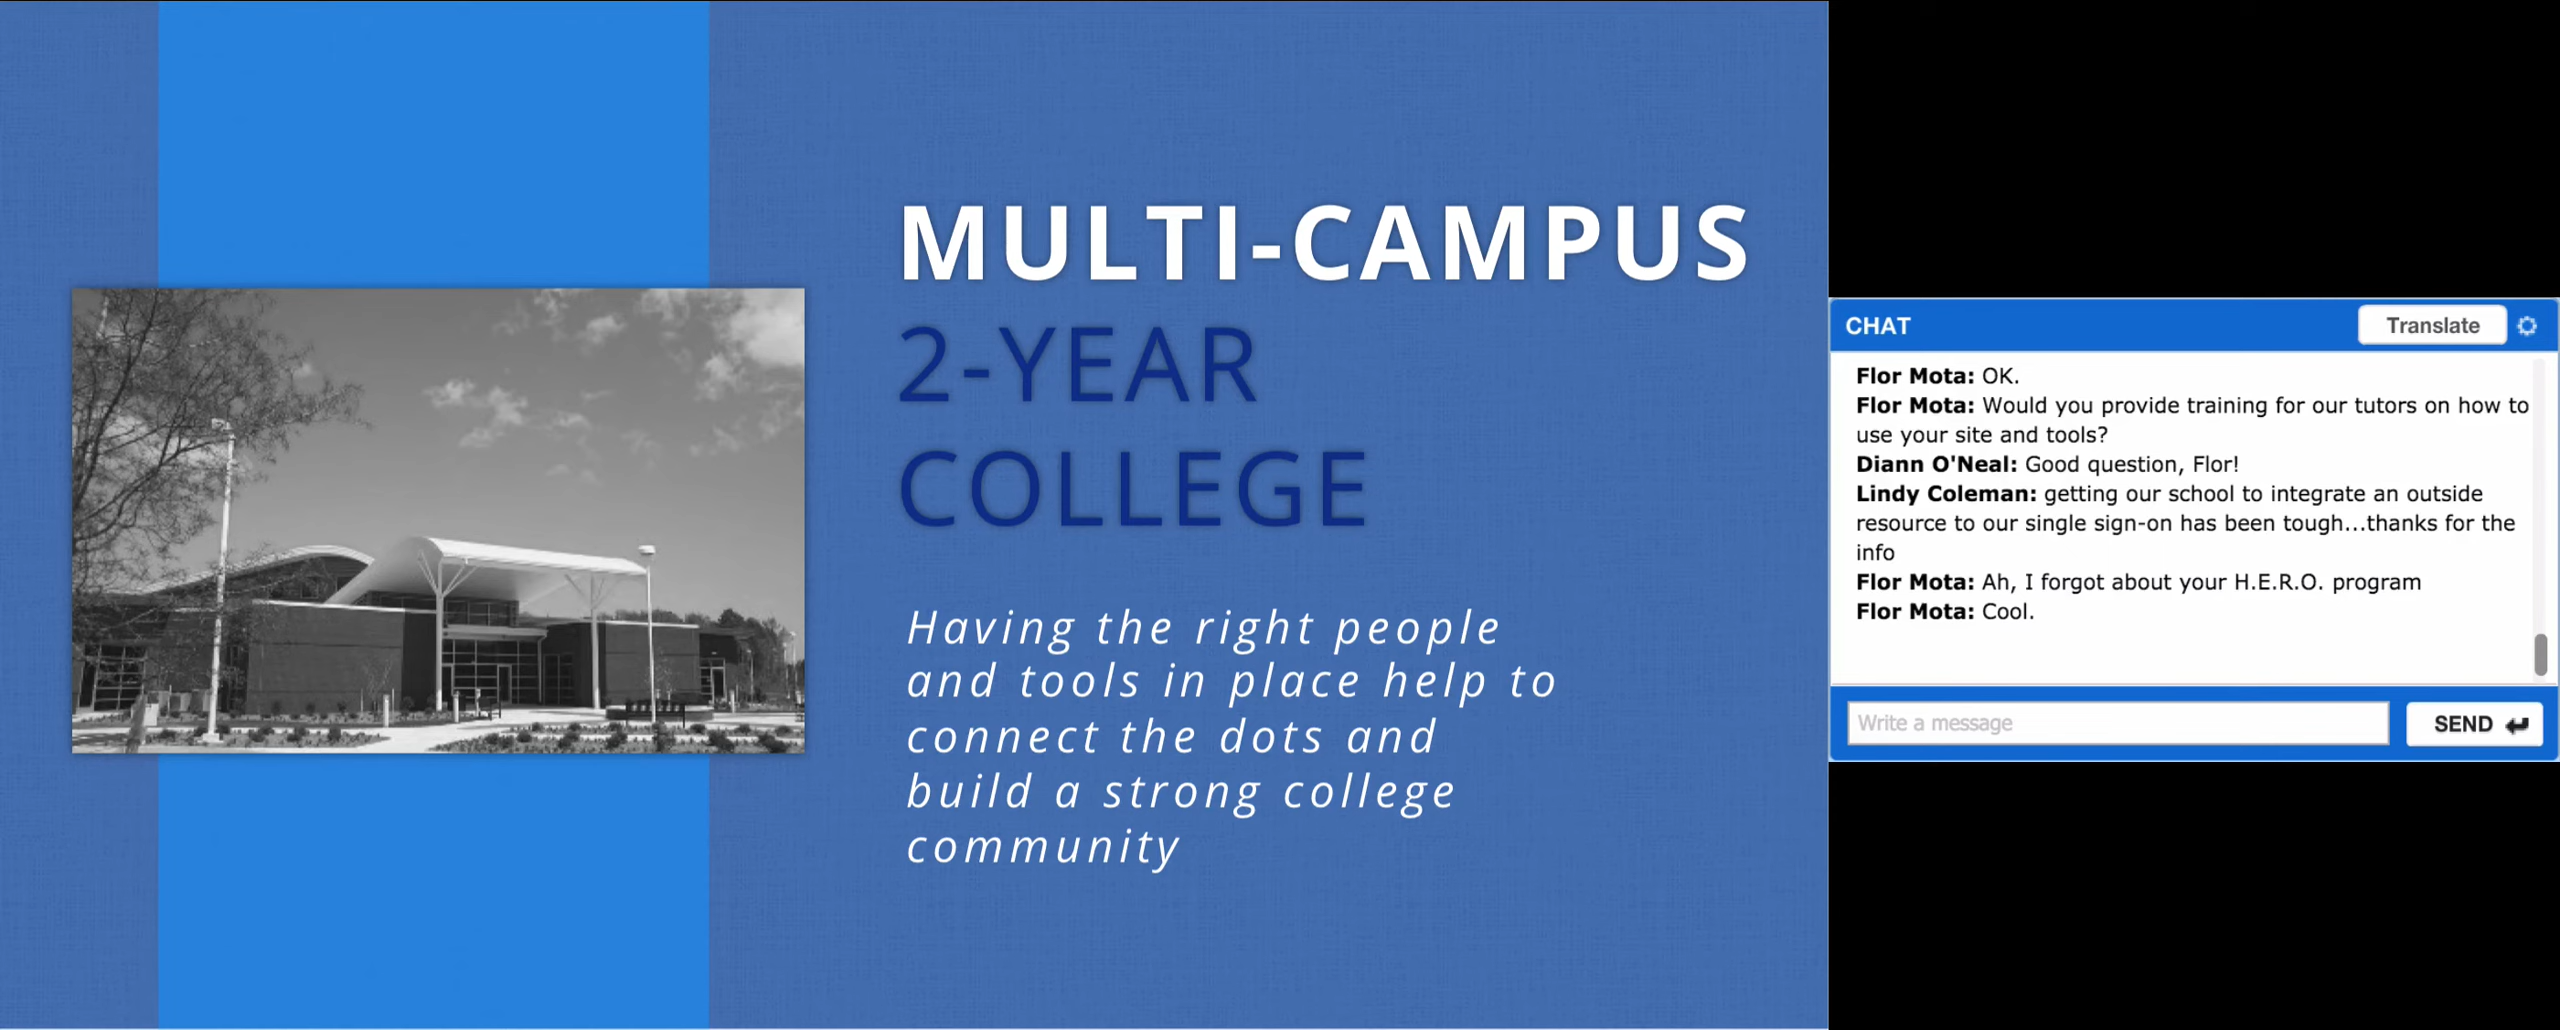 MULTI-CAMPUS
2-YEAR
COLLEGE
Having the right people
and tools in place help to
connect the dots and
build a strong college
community
CHAT
Translate
Flor Mota: OK.
Flor Mota: Would you provide training for our tutors on how to
use your site and tools?
Diann O'Neal: Good question, Flor!
Lindy Coleman: getting our school to integrate an outside
resource to our single sign-on has been tough...thanks for the
info
Flor Mota: Ah, I forgot about your H.E.R.O. program
Flor Mota: Cool.
Write a message
SEND